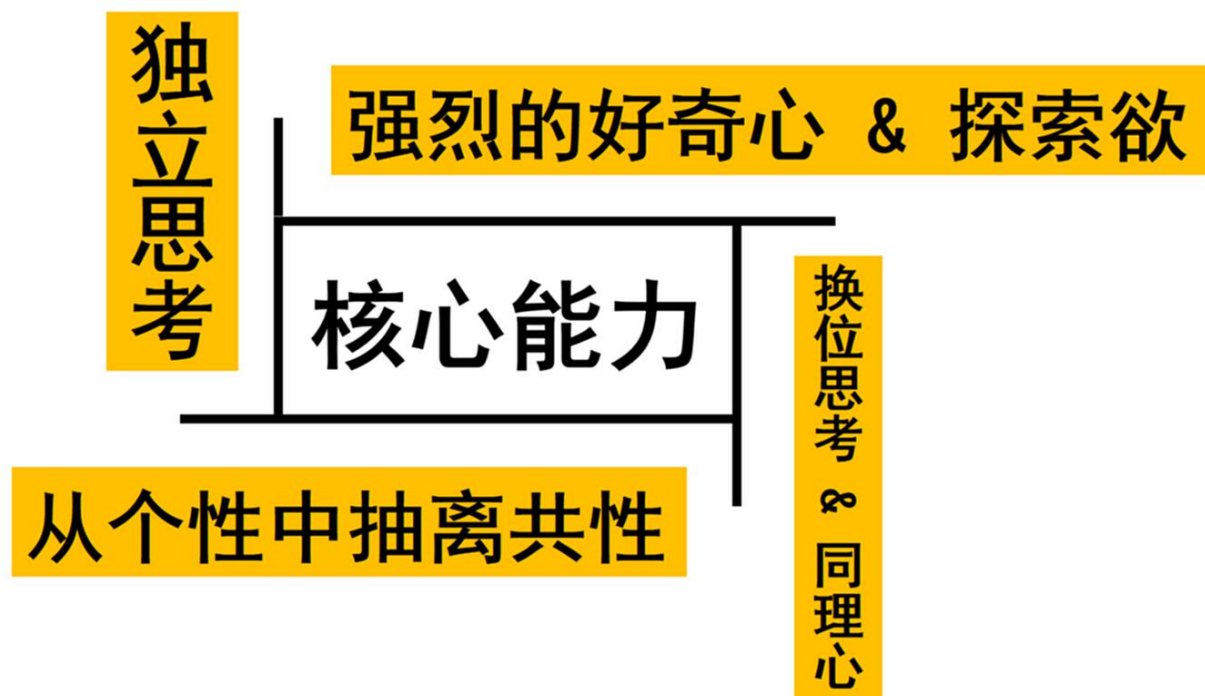 独立思考
强烈的好奇心 & 探索欲
核心能力
换位思考 & 同理心
从个性中抽离共性